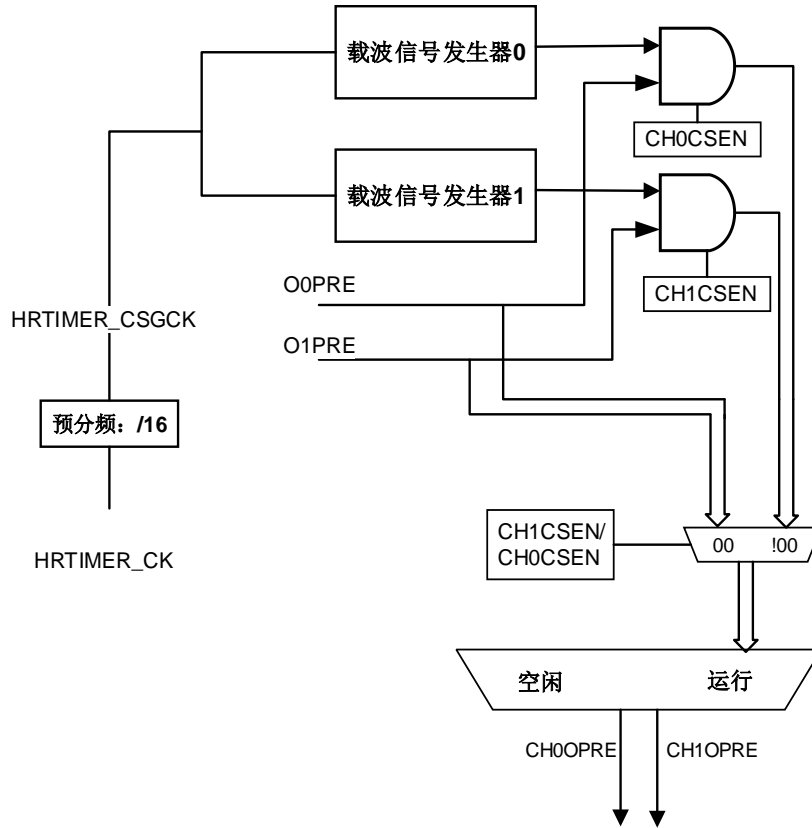 载波信号发生器0
CH0CSEN
载波信号发生器1
O0PRE
CH1CSEN
HRTIMER_CSGCK
O1PRE
预分频：/16
CH1CSEN/
CH0CSEN
00
!00
HRTIMER_CK
空闲
运行
CH0OPRE
CH1OPRE